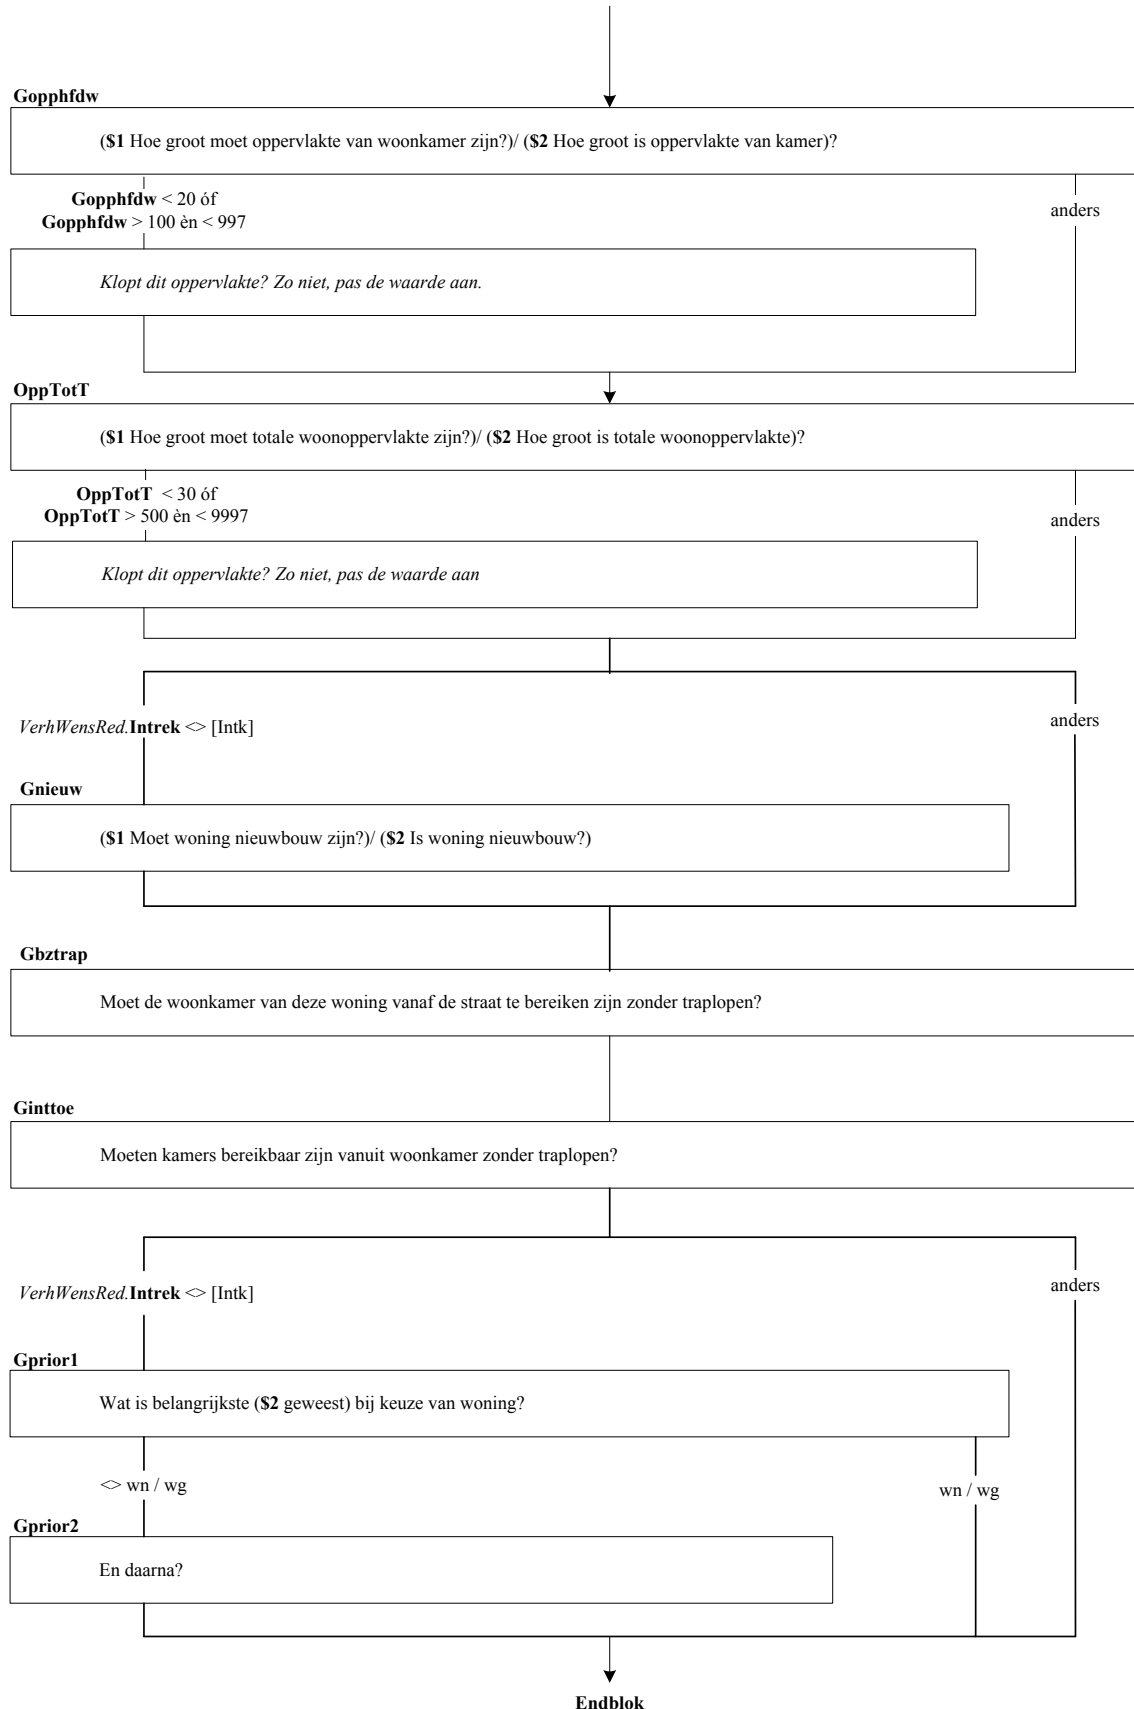 Gopphfdw
($1 Hoe groot moet oppervlakte van woonkamer zijn?)/ ($2 Hoe groot is oppervlakte van kamer)?
Gopphfdw < 20 óf
Gopphfdw > 100 èn < 997
anders
Klopt dit oppervlakte? Zo niet, pas de waarde aan.
OppTotT
($1 Hoe groot moet totale woonoppervlakte zijn?)/ ($2 Hoe groot is totale woonoppervlakte)?
OppTotT < 30 óf
OppTotT > 500 èn < 9997
anders
Klopt dit oppervlakte? Zo niet, pas de waarde aan
VerhWensRed.Intrek <> [Intk]
anders
Gnieuw
($1 Moet woning nieuwbouw zijn?)/ ($2 Is woning nieuwbouw?)
Gbztrap
Moet de woonkamer van deze woning vanaf de straat te bereiken zijn zonder traplopen?
Ginttoe
Moeten kamers bereikbaar zijn vanuit woonkamer zonder traplopen?
VerhWensRed.Intrek <> [Intk]
anders
Gprior1
Wat is belangrijkste ($2 geweest) bij keuze van woning?
<> wn / wg
wn / wg
Gprior2
En daarna?
Endblok